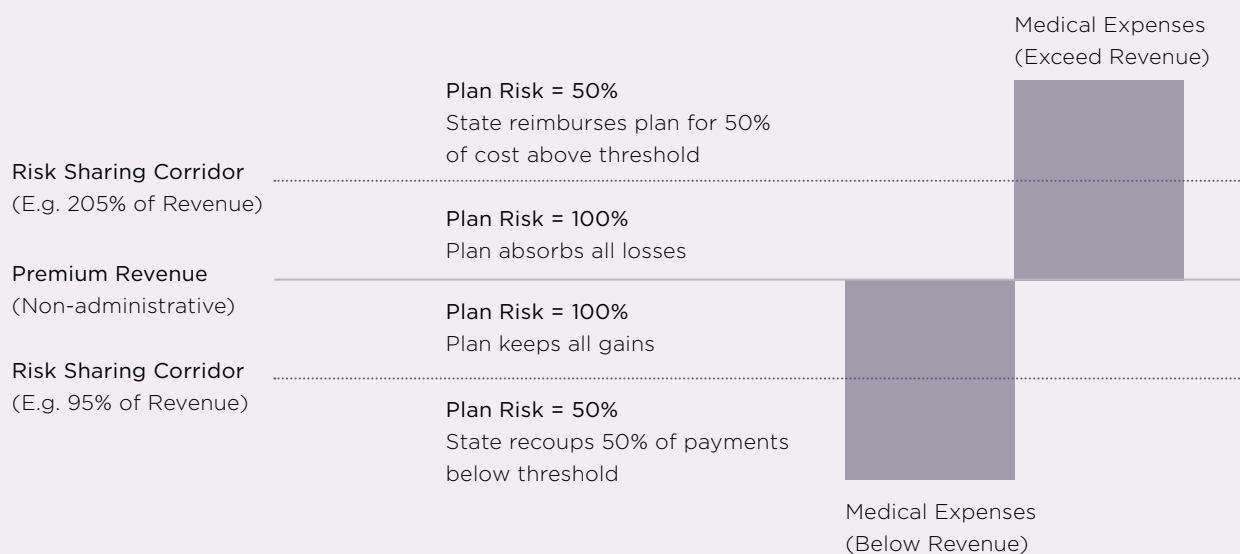 Medical Expenses
(Exceed Revenue)
Plan Risk = 50%
State reimburses plan for 50%
of cost above threshold
Risk Sharing Corridor
(E.g. 205% of Revenue)
Plan Risk = 100%
Plan absorbs all losses
Premium Revenue
(Non-administrative)
Plan Risk = 100%
Plan keeps all gains
Risk Sharing Corridor
(E.g. 95% of Revenue)
Plan Risk = 50%
State recoups 50% of payments
below threshold
Medical Expenses
(Below Revenue)